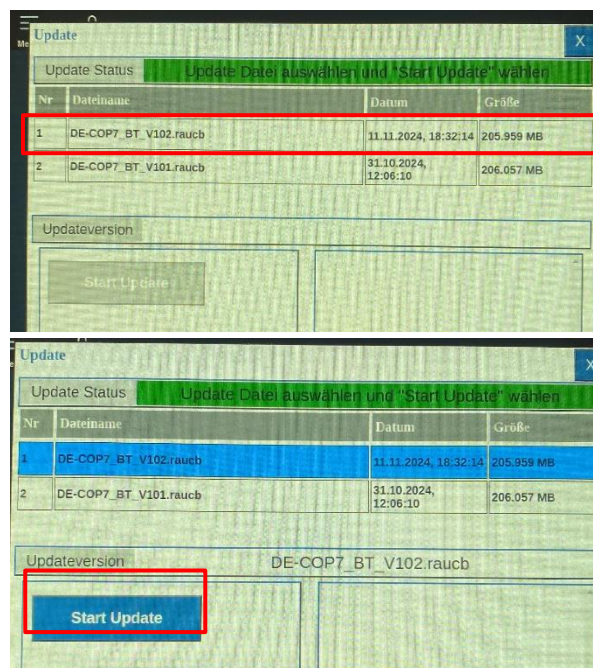 Me
Update
X
Update Status Update Datei auswählen und "Start Update" wählen
Nr Dateiname Datum Größe
1 DE-COP7_BT_V102.raucb 11.11.2024, 18:32:14 205.959 MB
2 DE-COP7_BT_V101.raucb 31.10.2024, 12:06:10 206.057 MB
Updateversion
Start Update
Update
X
Update Status Update Datei auswählen und "Start Update" wählen
Nr Dateiname Datum Größe
1 DE-COP7_BT_V102.raucb 11.11.2024, 18:32:14 205.959 MB
2 DE-COP7_BT_V101.raucb 31.10.2024, 12:06:10 206.057 MB
Updateversion DE-COP7_BT_V102.raucb
Start Update